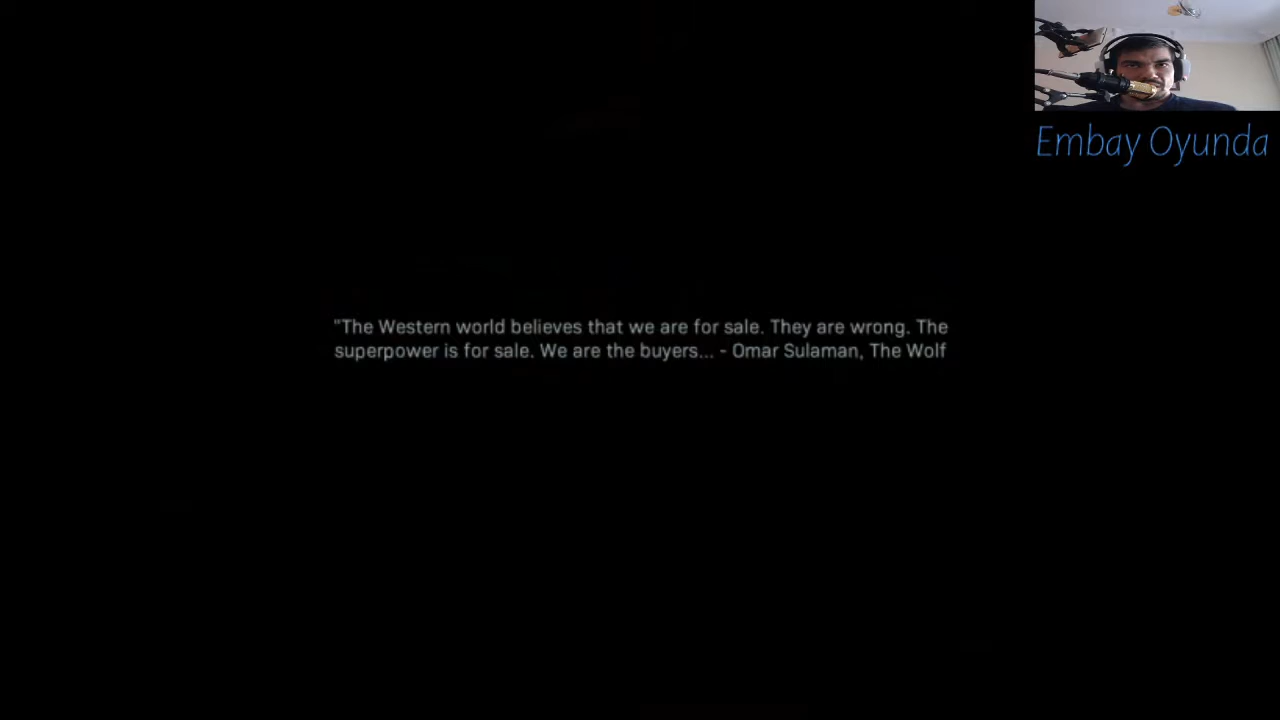 Embay Oyunda
"The Western world believes that we are for sale. They are wrong. The
superpower is for sale. We are the buyers... - Omar Sulaman, The Wolf